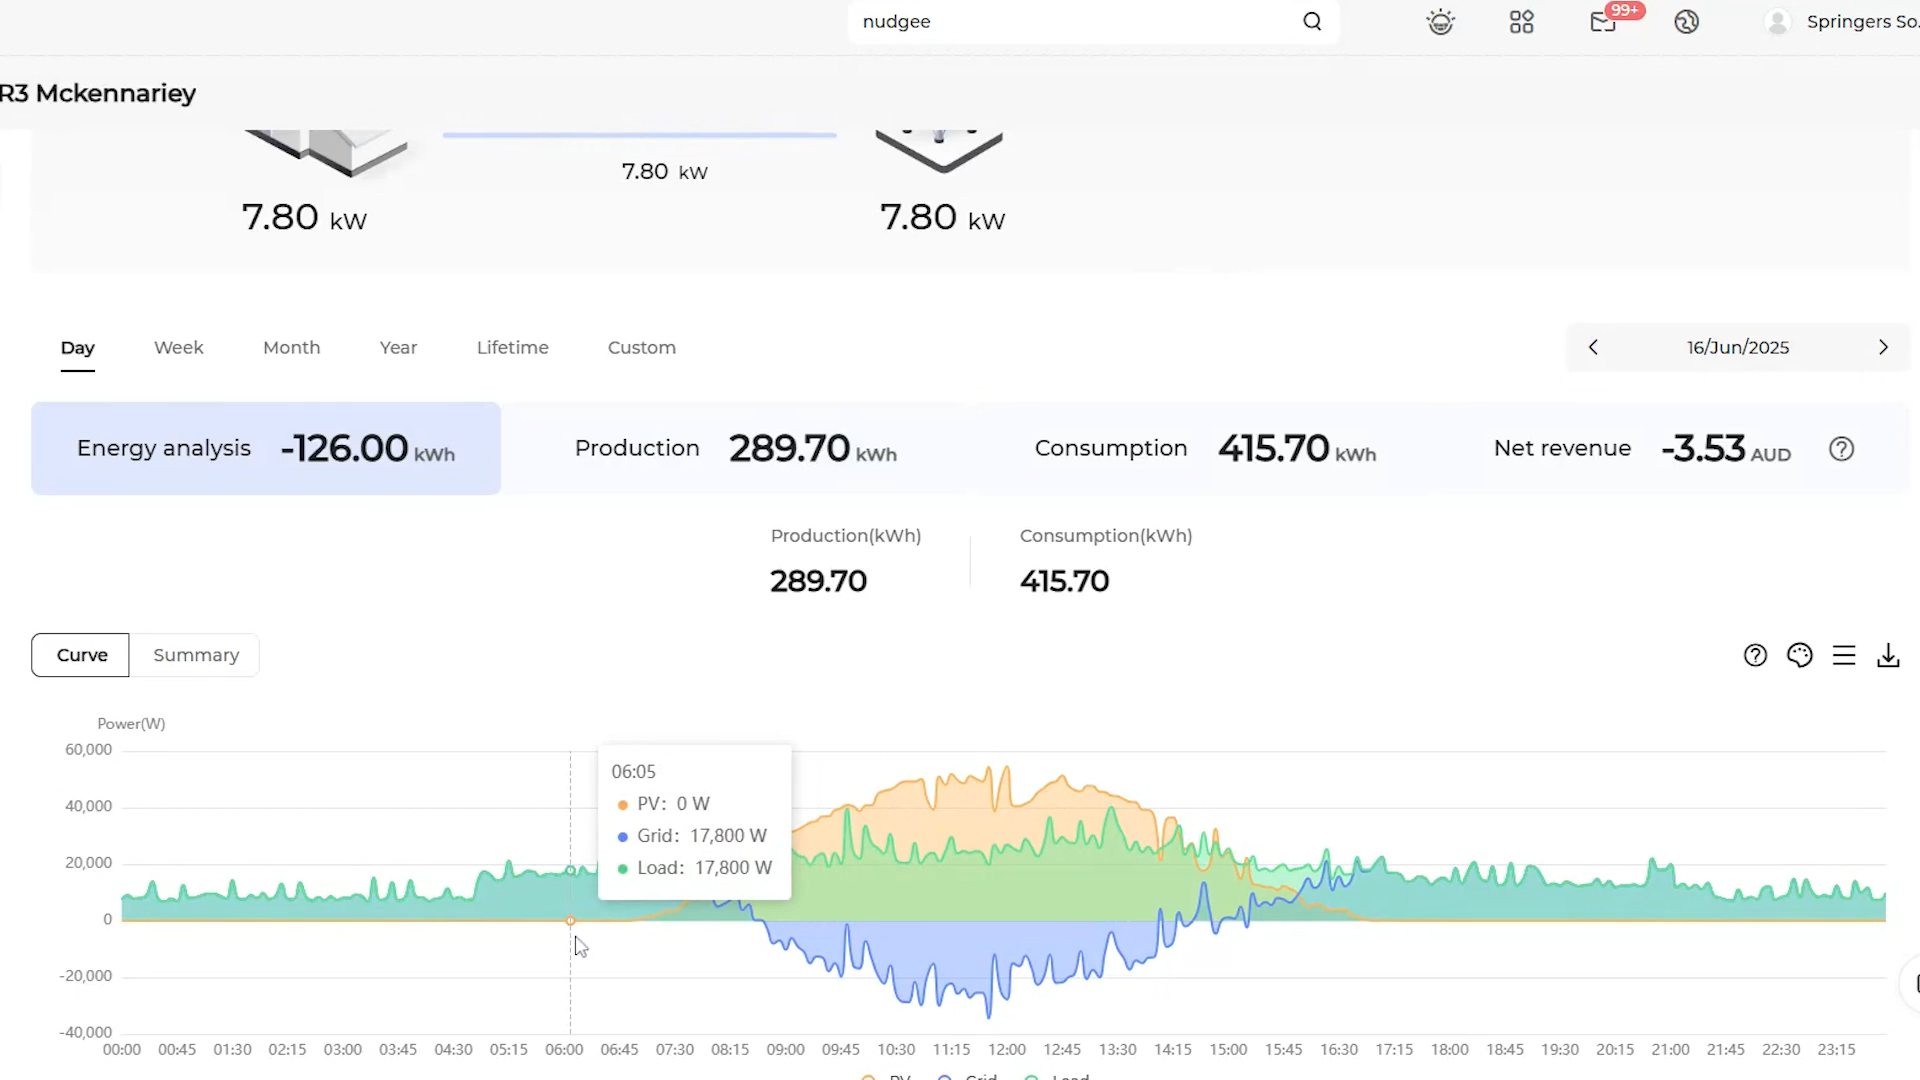 nudgee
99+
Springers So.
R3 Mckennariey
7.80 kW
7.80 kW
7.80 kW
Day Week Month Year Lifetime Custom
16/Jun/2025
Energy analysis -126.00 kWh
Production 289.70 kWh
Consumption 415.70 kWh
Net revenue -3.53 AUD
Production(kWh) Consumption(kWh)
289.70 415.70
Curve Summary
Power(W)
60,000
40,000
20,000
0
-20,000
-40,000
06:05
PV: 0 W
Grid: 17,800 W
Load: 17,800 W
00:00 00:45 01:30 02:15 03:00 03:45 04:30 05:15 06:00 06:45 07:30 08:15 09:00 09:45 10:30 11:15 12:00 12:45 13:30 14:15 15:00 15:45 16:30 17:15 18:00 18:45 19:30 20:15 21:00 21:45 22:30 23:15
PV Grid Load